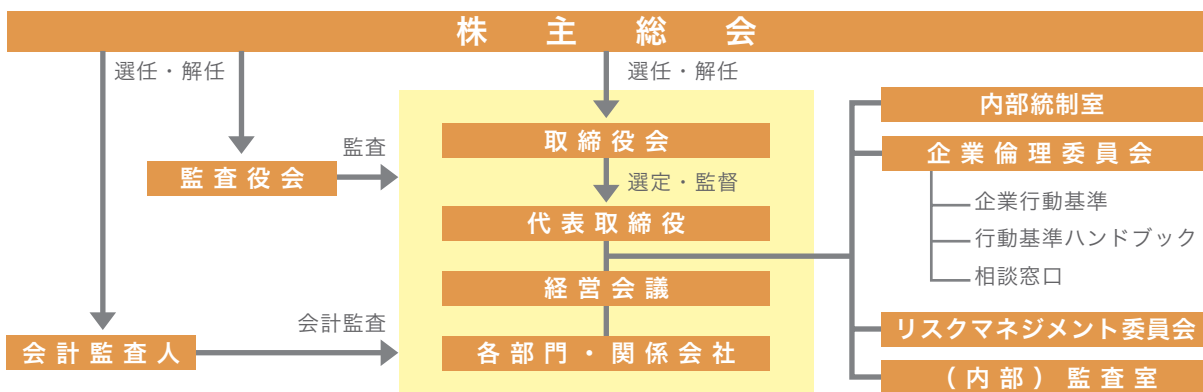 株主総会
選任・解任
選任・解任
内部統制室
取締役会
企業倫理委員会
監査
監査役会
選定・監督
企業行動基準
代表取締役
行動基準ハンドブック
相談窓口
経営会議
会計監査
リスクマネジメント委員会
会計監査人
各部門・関係会社
（内部）監査室